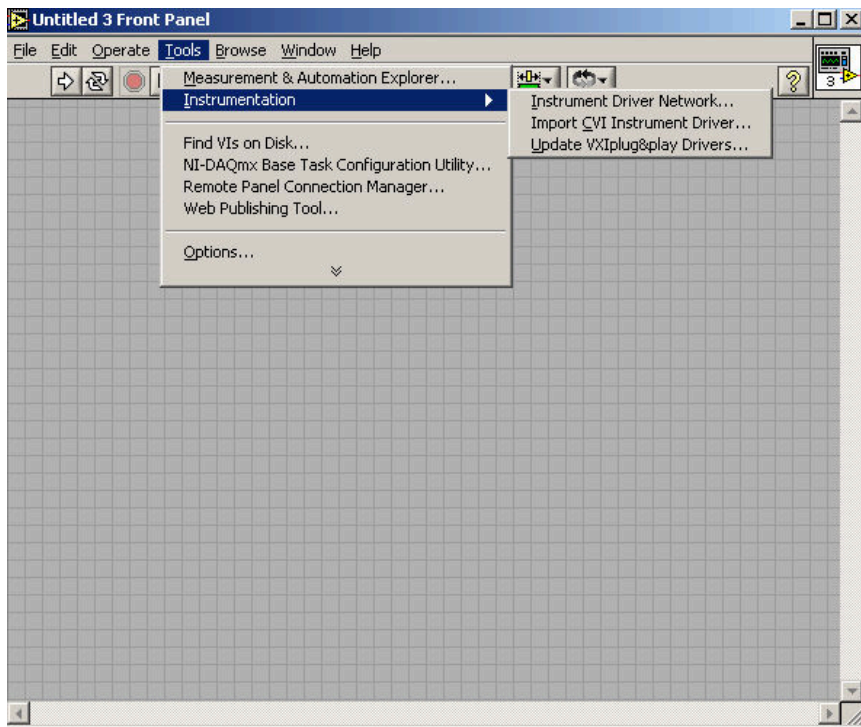 Untitled 3 Front Panel
File Edit Operate Tools Browse Window Help
3
Measurement & Automation Explorer...
Instrumentation
Instrument Driver Network...
Import CVI Instrument Driver...
Update VXIplug&play Drivers...
Find VIs on Disk...
NI-DAQmx Base Task Configuration Utility...
Remote Panel Connection Manager...
Web Publishing Tool...
Options...